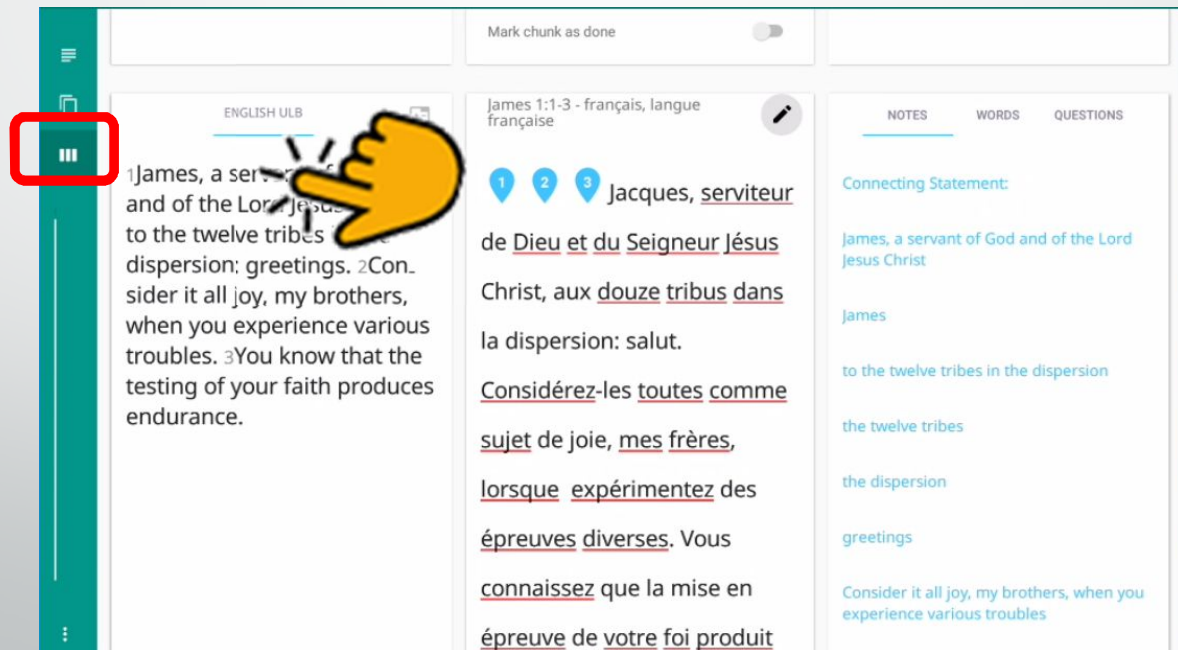 Mark chunk as done
ENGLISH ULB
1James, a
and of the
to the twelve tribes
dispersion: greetings. 2Con-
sider it all joy, my brothers,
when you experience various
troubles. 3You know that the
testing of your faith produces
endurance.
James 1:1-3 - français, langue
française
1 2 3 Jacques, serviteur
de Dieu et du Seigneur Jésus
Christ, aux douze tribus dans
la dispersion: salut.
Considérez-les toutes comme
sujet de joie, mes frères,
lorsque expérimentez des
épreuves diverses. Vous
connaissez que la mise en
épreuve de votre foi produit
NOTES WORDS QUESTIONS
Connecting Statement:
James, a servant of God and of the Lord
Jesus Christ
James
to the twelve tribes in the dispersion
the twelve tribes
the dispersion
greetings
Consider it all joy, my brothers, when you
experience various troubles